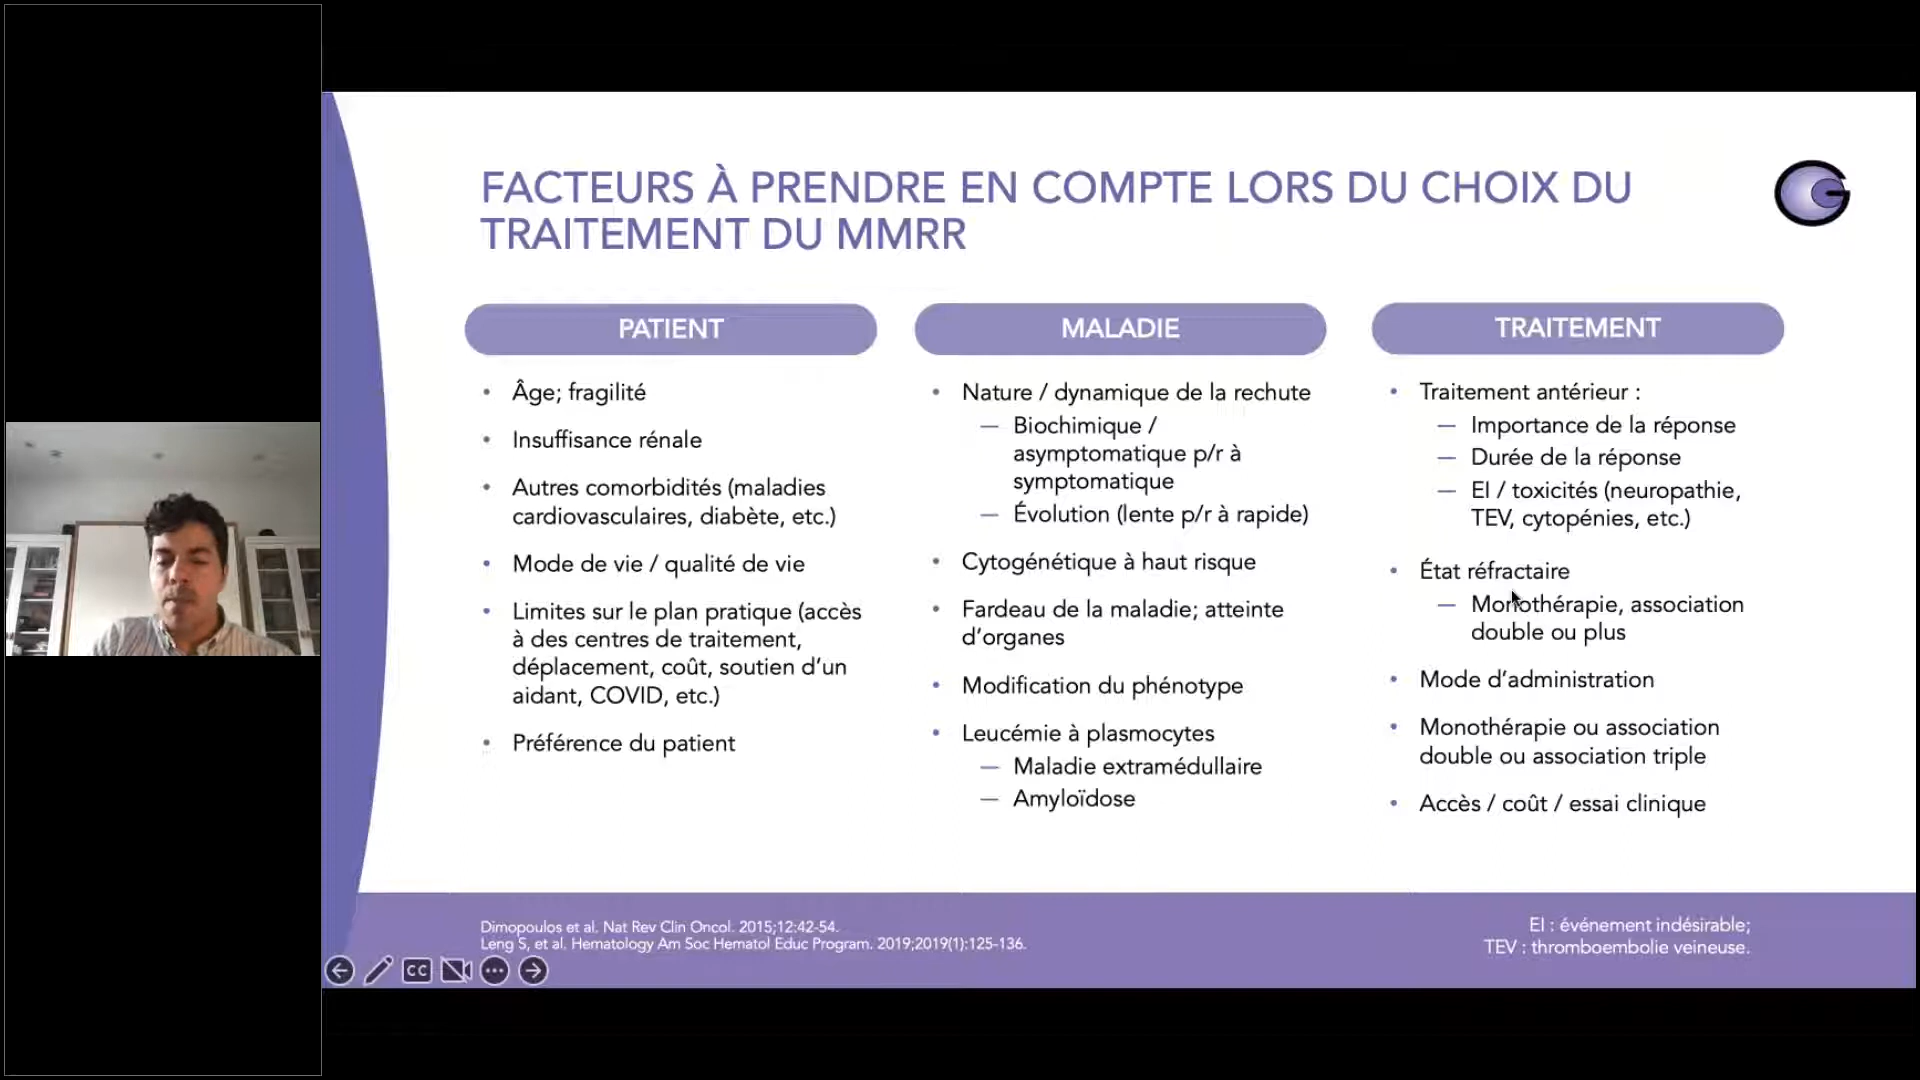 FACTEURS À PRENDRE EN COMPTE LORS DU CHOIX DU
TRAITEMENT DU MMRR
PATIENT
• Âge; fragilité
• Insuffisance rénale
• Autres comorbidités (maladies
cardiovasculaires, diabète, etc.)
• Mode de vie / qualité de vie
• Limites sur le plan pratique (accès
à des centres de traitement,
déplacement, coût, soutien d’un
aidant, COVID, etc.)
• Préférence du patient
MALADIE
• Nature / dynamique de la rechute
— Biochimique /
asymptomatique p/r à
symptomatique
— Évolution (lente p/r à rapide)
• Cytogénétique à haut risque
• Fardeau de la maladie; atteinte
d’organes
• Modification du phénotype
• Leucémie à plasmocytes
— Maladie extramédullaire
— Amyloïdose
TRAITEMENT
• Traitement antérieur :
— Importance de la réponse
— Durée de la réponse
— EI / toxicités (neuropathie,
TEV, cytopénies, etc.)
• État réfractaire
— Monothérapie, association
double ou plus
• Mode d’administration
• Monothérapie ou association
double ou association triple
• Accès / coût / essai clinique
Dimopoulos et al. Nat Rev Clin Oncol. 2015;12:42-54.
Leng S, et al. Hematology Am Soc Hematol Educ Program. 2019;2019(1):125-136.
EI : événement indésirable;
TEV : thromboembolie veineuse.
CC